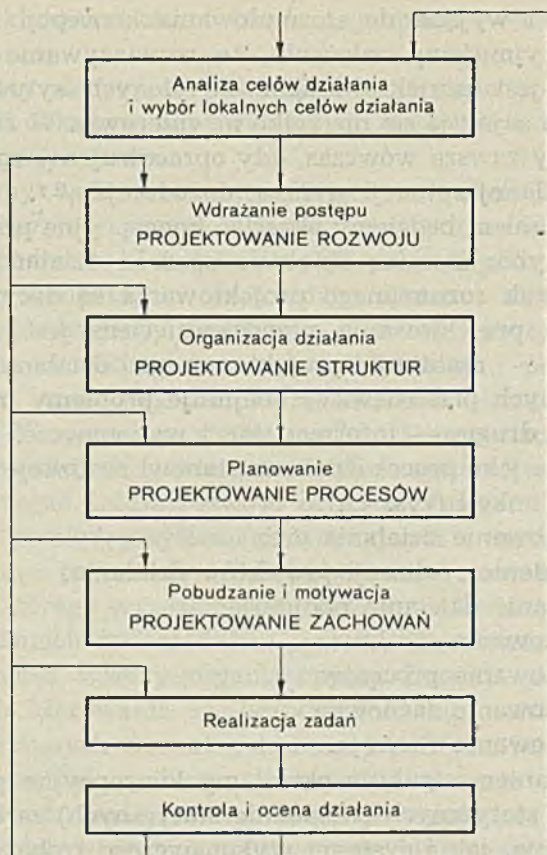 Analiza celów działania
i wybór lokalnych celów działania
Wdrażanie postępu
PROJEKTOWANIE ROZWOJU
Organizacja działania
PROJEKTOWANIE STRUKTUR
Planowanie
PROJEKTOWANIE PROCESÓW
Pobudzanie i motywacja
PROJEKTOWANIE ZACHOWAŃ
Realizacja zadań
Kontrola i ocena działania